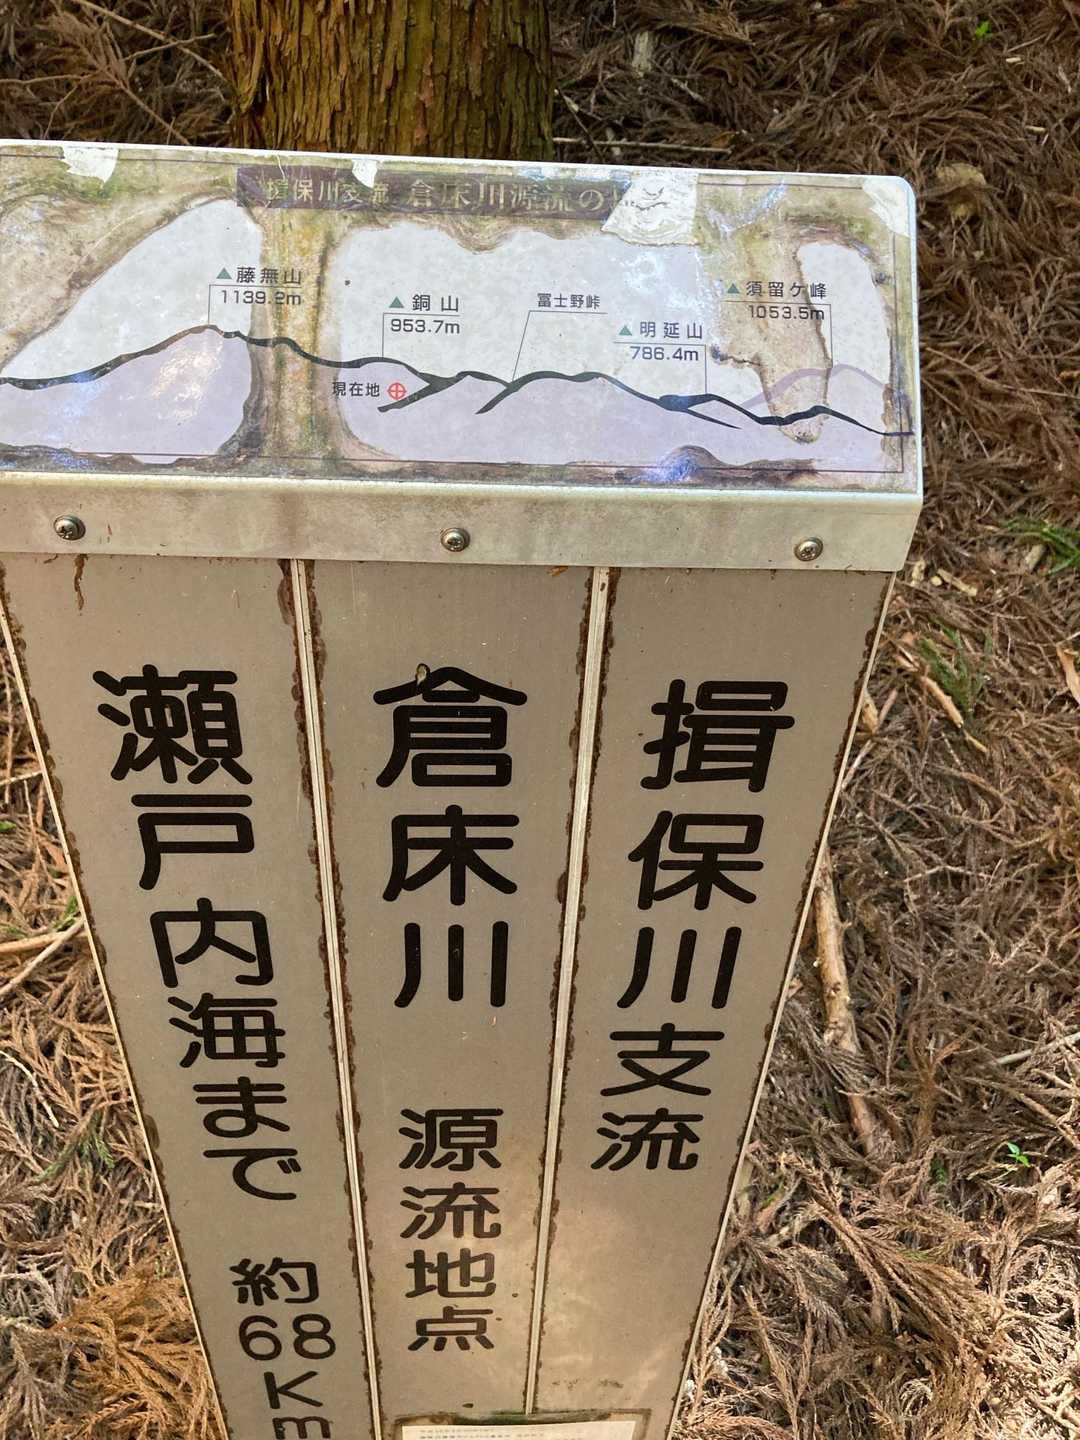 揖保川支流 倉床川源流の
藤無山
1139.2m
銅山
953.7m
冨士野峠
明延山
786.4m
須留ケ峰
1053.5m
現在地
揖保川支流
倉床川 源流地点
瀬戸内海まで 約68Km